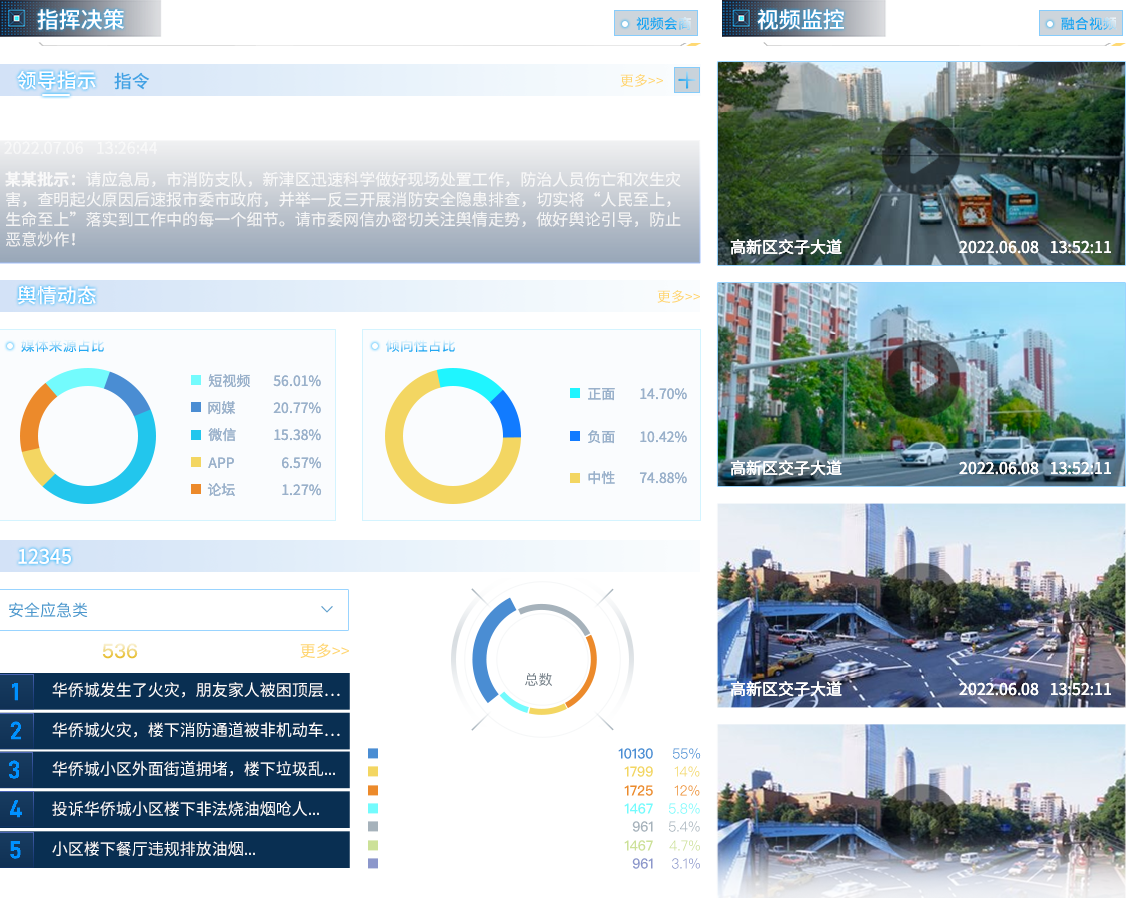 指挥决策
视频会商
领导指示 指令
更多>>
2022.07.06 13:26:44
某某批示：请应急局，市消防支队，新津区迅速科学做好现场处置工作，防治人员伤亡和次生灾
害，查明起火原因后速报市委市政府，并举一反三开展消防安全隐患排查，切实将“人民至上，
生命至上”落实到工作中的每一个细节。请市委网信办密切关注舆情走势，做好舆论引导，防止
恶意炒作！
舆情动态
更多>>
媒体来源占比
短视频 56.01%
网媒 20.77%
微信 15.38%
APP 6.57%
论坛 1.27%
倾向性占比
正面 14.70%
负面 10.42%
中性 74.88%
12345
安全应急类
536
更多>>
1 华侨城发生了火灾，朋友家人被困顶层...
2 华侨城火灾，楼下消防通道被非机动车...
3 华侨城小区外面街道拥堵，楼下垃圾乱...
4 投诉华侨城小区楼下非法烧油烟呛人...
5 小区楼下餐厅违规排放油烟...
总数
10130 55%
1799 14%
1725 12%
1467 5.8%
961 5.4%
1467 4.7%
961 3.1%
视频监控
融合视频
高新区交子大道 2022.06.08 13:52:11
高新区交子大道 2022.06.08 13:52:11
高新区交子大道 2022.06.08 13:52:11